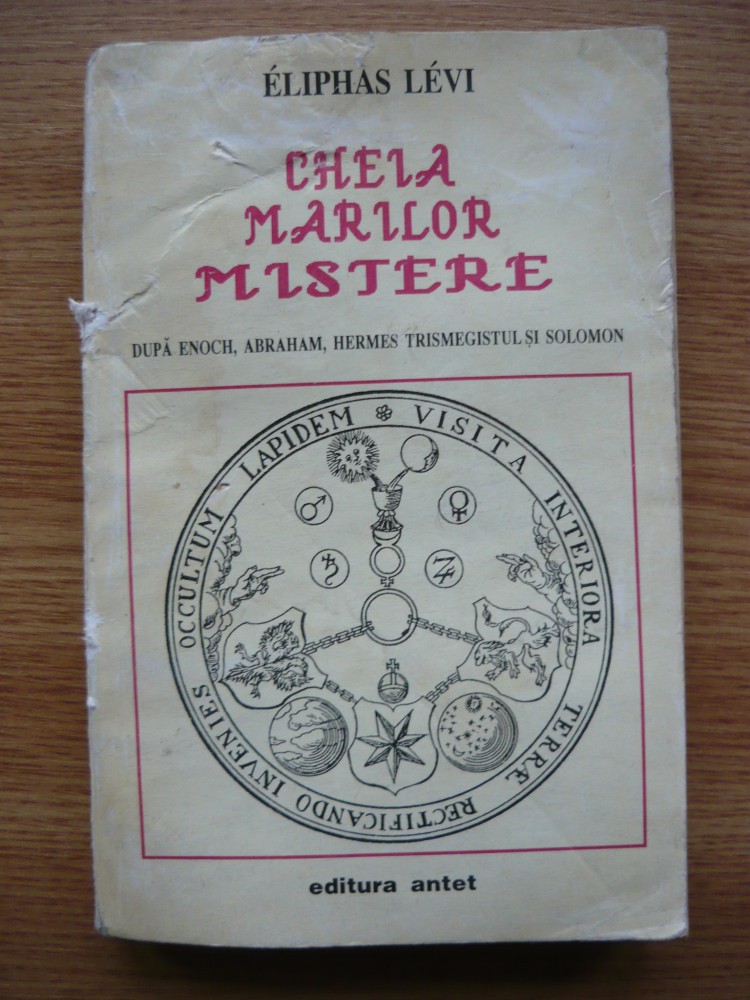 ÉLIPHAS LÉVI
CHEIA
MARILOR
MISTERE
DUPĂ ENOCH, ABRAHAM, HERMES TRISMEGISTUL ȘI SOLOMON
VISITA INTERIORA TERRÆ RECTIFICANDO INVENIES OCCULTUM LAPIDEM
editura antet